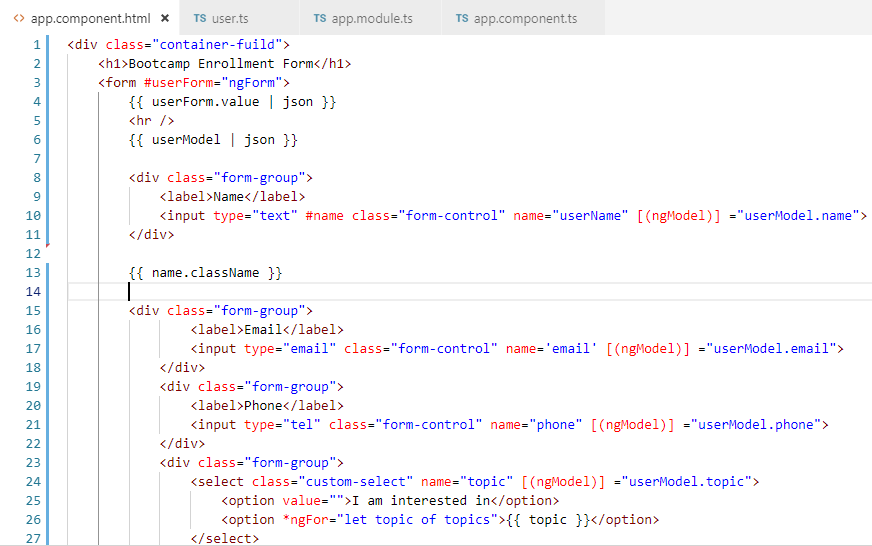 <> app.component.html × TS user.ts TS app.module.ts TS app.component.ts
1 <div class="container-fuild">
2 <h1>Bootcamp Enrollment Form</h1>
3 <form #userForm="ngForm">
4 {{ userForm.value | json }}
5 <hr />
6 {{ userModel | json }}
7
8 <div class="form-group">
9 <label>Name</label>
10 <input type="text" #name class="form-control" name="userName" [(ngModel)] ="userModel.name">
11 </div>
12
13 {{ name.className }}
14
15 <div class="form-group">
16 <label>Email</label>
17 <input type="email" class="form-control" name='email' [(ngModel)] ="userModel.email">
18 </div>
19 <div class="form-group">
20 <label>Phone</label>
21 <input type="tel" class="form-control" name="phone" [(ngModel)] ="userModel.phone">
22 </div>
23 <div class="form-group">
24 <select class="custom-select" name="topic" [(ngModel)] ="userModel.topic">
25 <option value="">I am interested in</option>
26 <option *ngFor="let topic of topics">{{ topic }}</option>
27 </select>